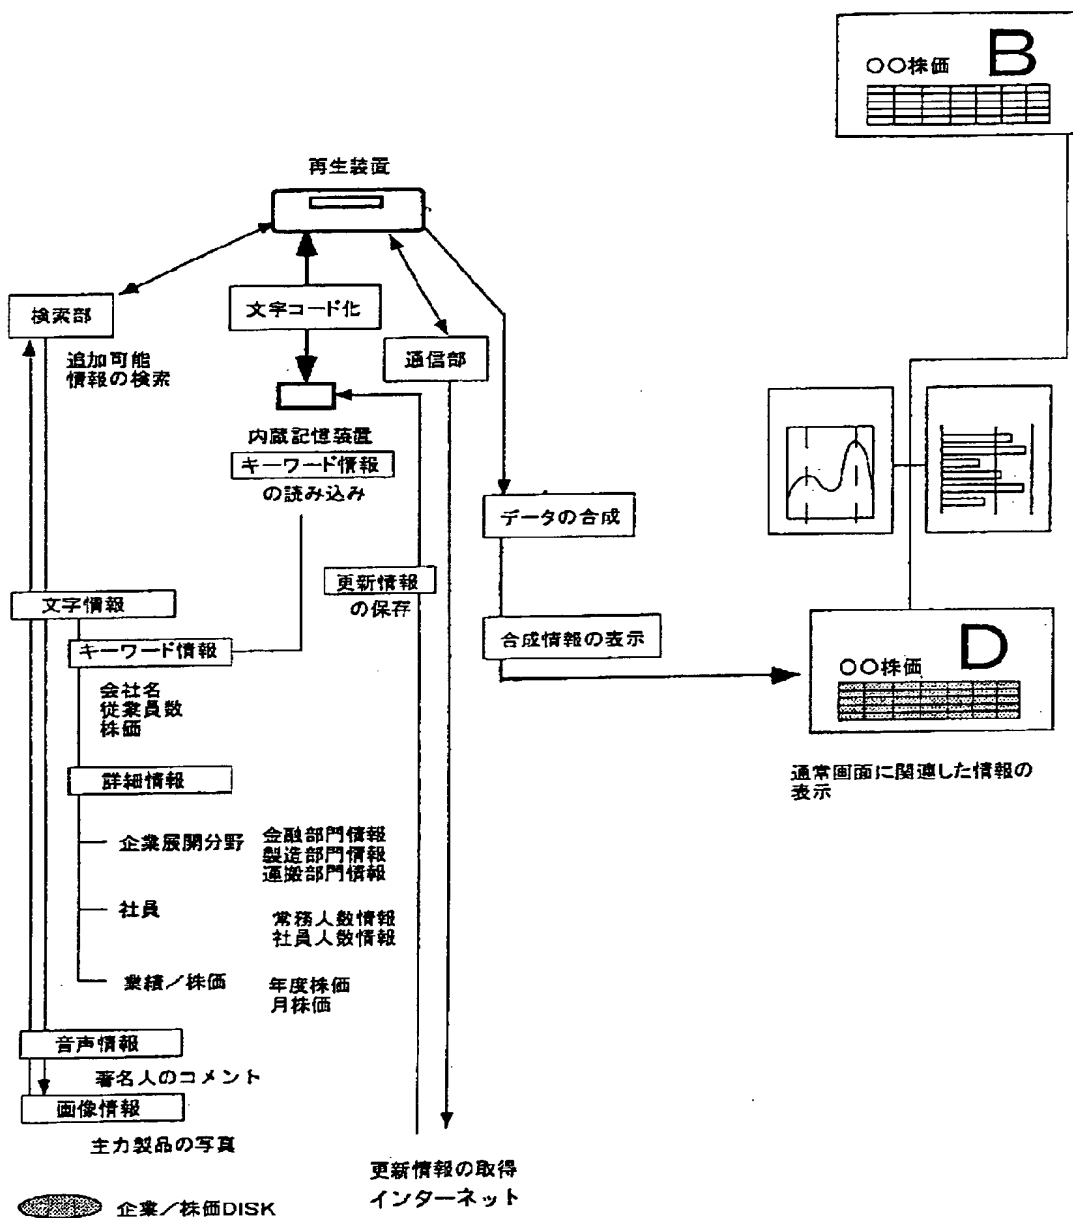 B
○○株価
再生装置
文字コード化
検索部
追加可能
情報の検索
通信部
内蔵記憶装置
キーワード情報
の読み込み
データの合成
更新情報
の保存
文字情報
キーワード情報
合成情報の表示
会社名
従業員数
株価
D
○○株価
詳細情報
通常画面に関連した情報の
表示
企業展開分野
金融部門情報
製造部門情報
運搬部門情報
社員
常務人数情報
社員人数情報
業績／株価
年度株価
月株価
音声情報
著名人のコメント
画像情報
主力製品の写真
更新情報の取得
インターネット
企業／株価DISK